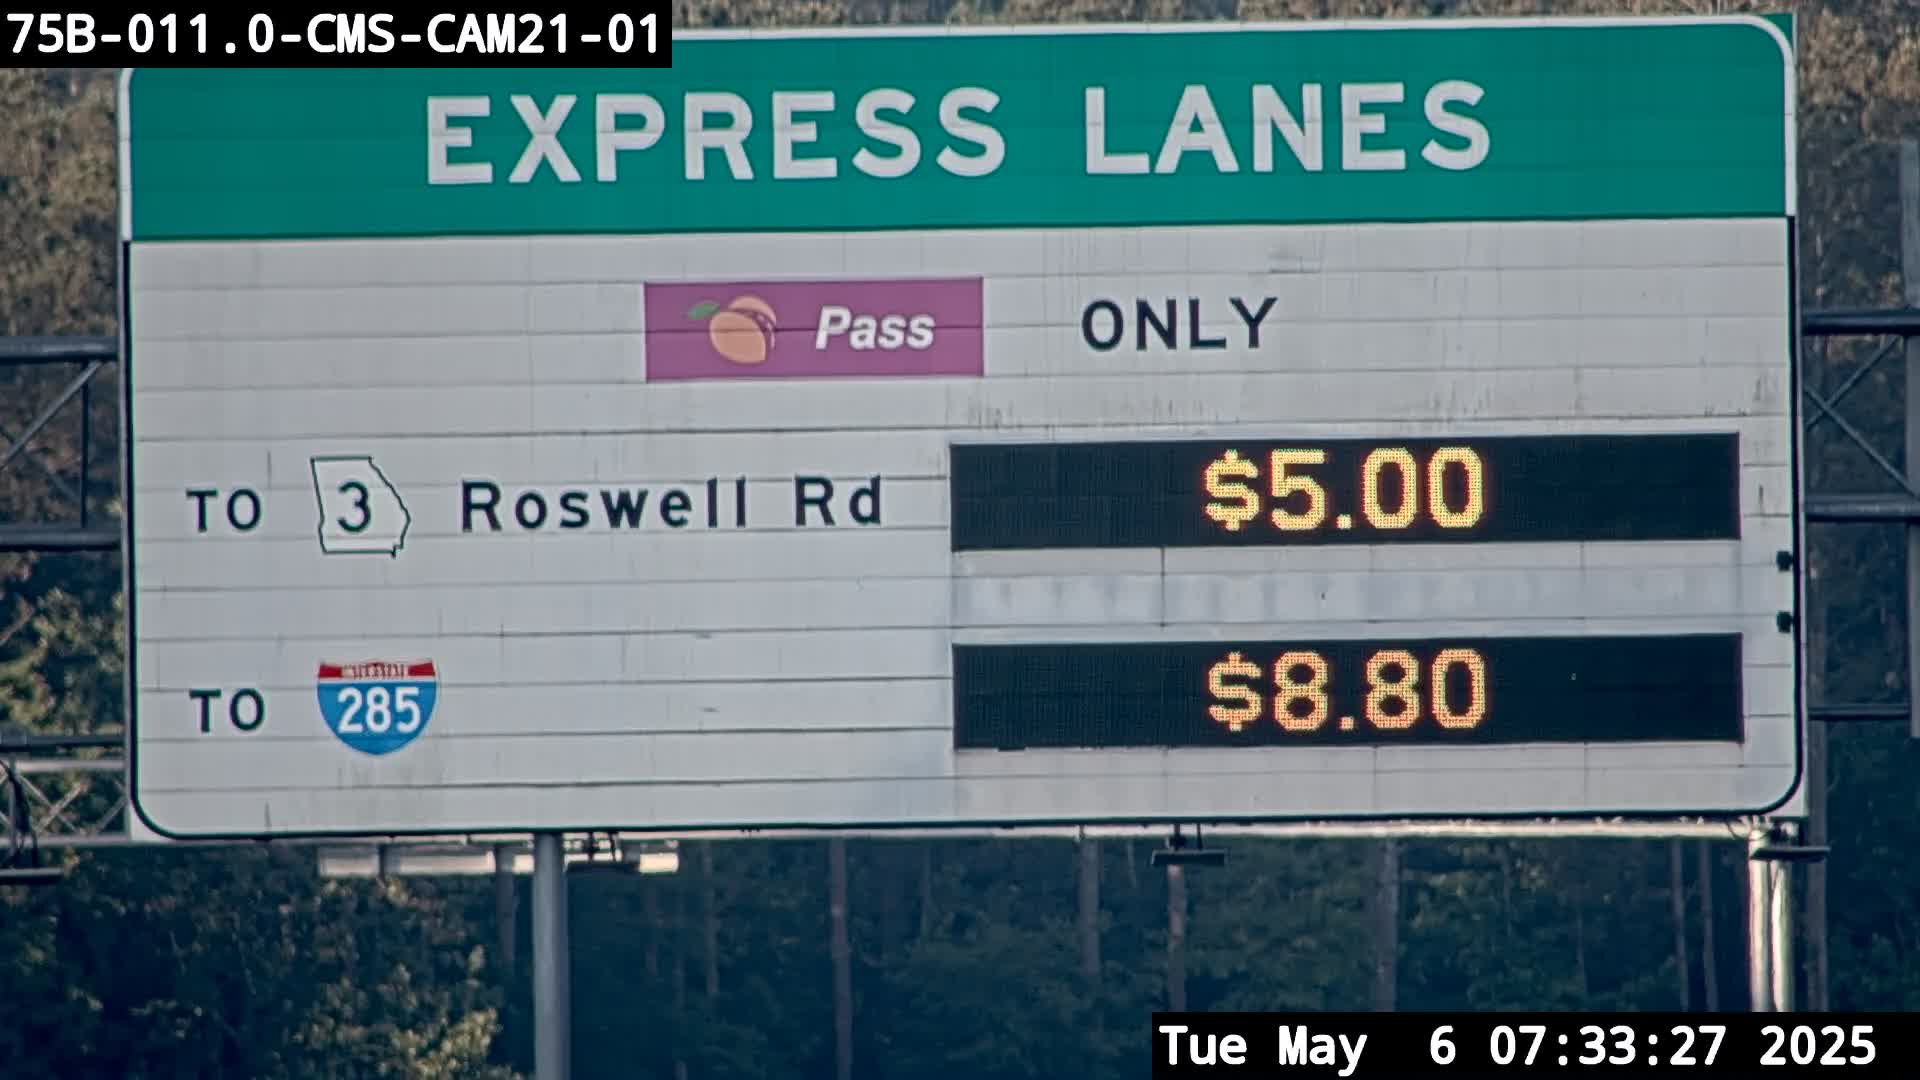 75B-011.0-CMS-CAM21-01
EXPRESS LANES
Pass ONLY
TO 3 Roswell Rd $5.00
TO 285 $8.80
Tue May 6 07:33:27 2025